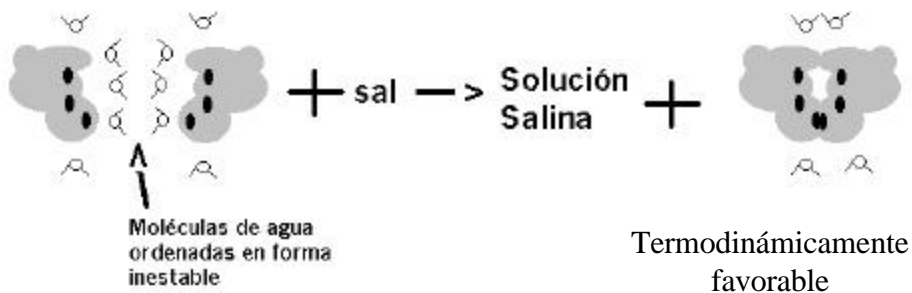 + sal — > Solución
Salina +
Moléculas de agua
ordenadas en forma
inestable
Termodinámicamente
favorable